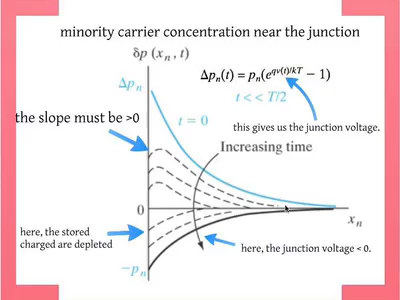 minority carrier concentration near the junction
δp (xₙ, t)
Δpₙ
Δpₙ(t) = pₙ(e^qv(t)/kT − 1)
t << T/2
the slope must be >0
t = 0
this gives us the junction voltage.
Increasing time
0
xₙ
here, the stored
charged are depleted
here, the junction voltage < 0.
−pₙ